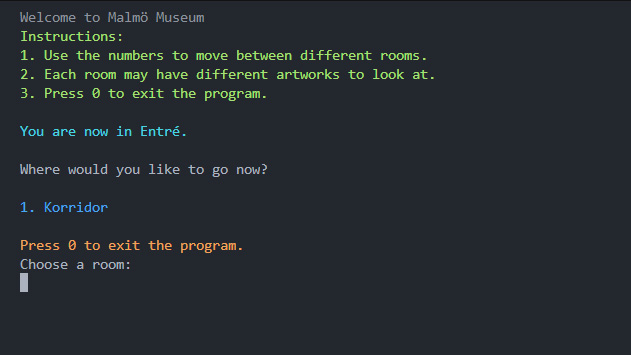 Welcome to Malmö Museum
Instructions:
1. Use the numbers to move between different rooms.
2. Each room may have different artworks to look at.
3. Press 0 to exit the program.
You are now in Entré.
Where would you like to go now?
1. Korridor
Press 0 to exit the program.
Choose a room: